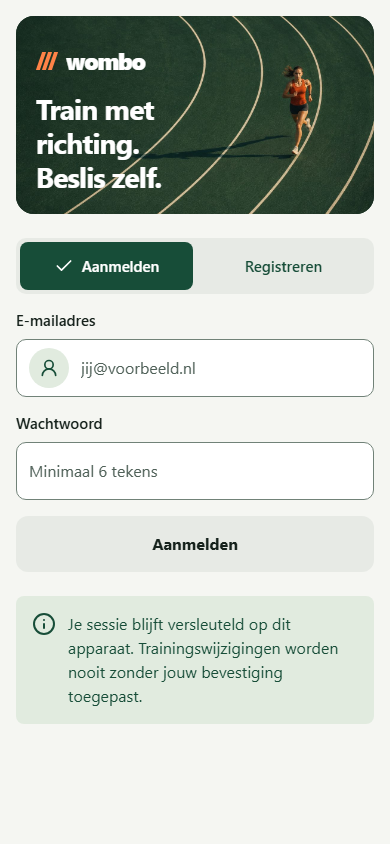 wombo
Train met
richting.
Beslis zelf.
Aanmelden
Registreren
E-mailadres
jij@voorbeeld.nl
Wachtwoord
Minimaal 6 tekens
Aanmelden
Je sessie blijft versleuteld op dit
apparaat. Trainingswijzigingen worden
nooit zonder jouw bevestiging
toegepast.